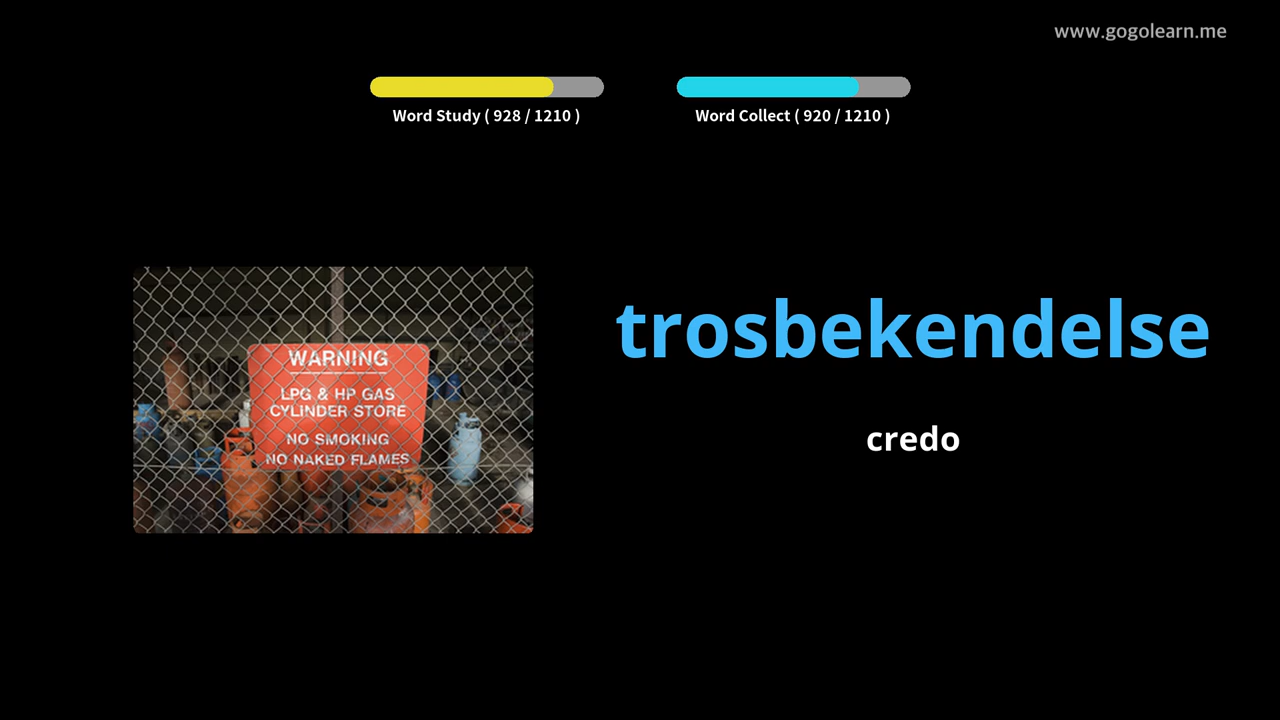 www.gogolearn.me
Word Study ( 928 / 1210 )
Word Collect ( 920 / 1210 )
WARNING
LPG & HP GAS
CYLINDER STORE
NO SMOKING
NO NAKED FLAMES
trosbekendelse
credo